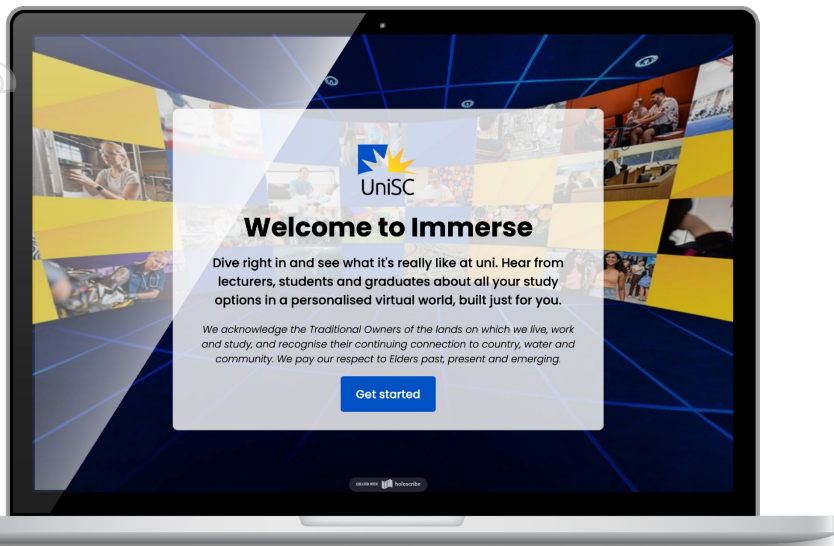 UniSC
Welcome to Immerse
Dive right in and see what it's really like at uni. Hear from
lecturers, students and graduates about all your study
options in a personalised virtual world, built just for you.
We acknowledge the Traditional Owners of the lands on which we live, work
and study, and recognise their continuing connection to country, water and
community. We pay our respect to Elders past, present and emerging.
Get started
CREATED WITH holoscribe